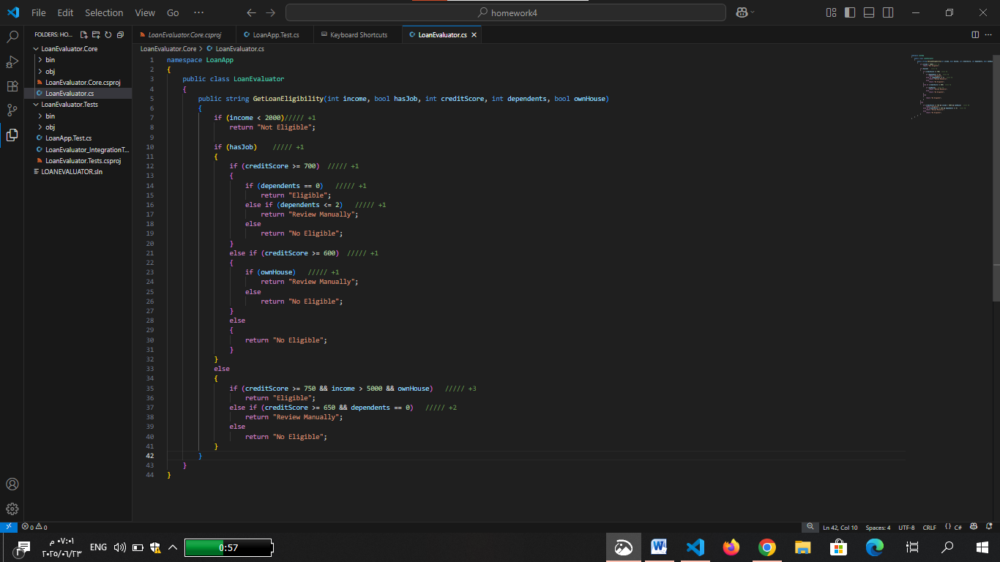 File Edit Selection View Go ··· homework4
FOLDERS: HO...
LoanEvaluator.Core
bin
obj
LoanEvaluator.Core.csproj
LoanEvaluator.cs
LoanEvaluator.Tests
bin
obj
LoanApp.Test.cs
LoanEvaluator_IntegrationT...
LoanEvaluator.Tests.csproj
LOANEVALUATOR.sln
LoanEvaluator.Core.csproj LoanApp.Test.cs Keyboard Shortcuts LoanEvaluator.cs
LoanEvaluator.Core > LoanEvaluator.cs
1 namespace LoanApp
2 {
3 public class LoanEvaluator
4 {
5 public string GetLoanEligibility(int income, bool hasJob, int creditScore, int dependents, bool ownHouse)
6 {
7 if (income < 2000)///// +1
8 return "Not Eligible";
9
10 if (hasJob) ///// +1
11 {
12 if (creditScore >= 700) ///// +1
13 {
14 if (dependents == 0) ///// +1
15 return "Eligible";
16 else if (dependents <= 2) ///// +1
17 return "Review Manually";
18 else
19 return "No Eligible";
20 }
21 else if (creditScore >= 600) ///// +1
22 {
23 if (ownHouse) ///// +1
24 return "Review Manually";
25 else
26 return "No Eligible";
27 }
28 else
29 {
30 return "No Eligible";
31 }
32 }
33 else
34 {
35 if (creditScore >= 750 && income > 5000 && ownHouse) ///// +3
36 return "Eligible";
37 else if (creditScore >= 650 && dependents == 0) ///// +2
38 return "Review Manually";
39 else
40 return "No Eligible";
41 }
42 }
43 }
44 }
0 0 Ln 42, Col 10 Spaces: 4 UTF-8 CRLF {} C#
٠٧:٠١ م
٢٠٢٥/٠٦/٢٣
٣
ENG
0:57